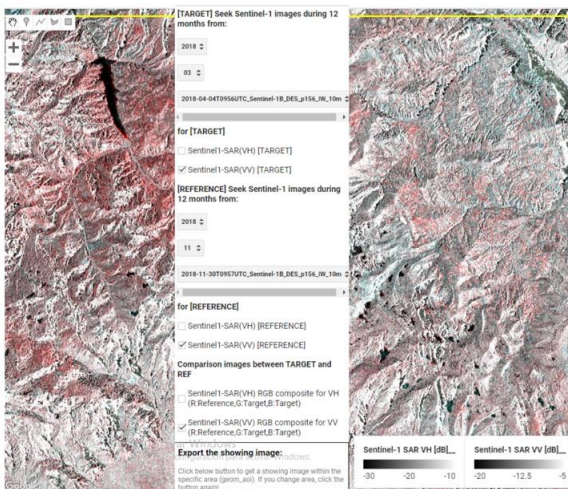 [TARGET] Seek Sentinel-1 images during 12
months from:
2018
03
2018-04-04T0956UTC_Sentinel-1B_DES_p156_IW_10m
for [TARGET]
Sentinel1-SAR(VH) [TARGET]
Sentinel1-SAR(VV) [TARGET]
[REFERENCE] Seek Sentinel-1 images during
12 months from:
2018
11
2018-11-30T0957UTC_Sentinel-1B_DES_p156_IW_10m
for [REFERENCE]
Sentinel1-SAR(VH) [REFERENCE]
Sentinel1-SAR(VV) [REFERENCE]
Comparison images between TARGET and
REF
Sentinel1-SAR(VH) RGB composite for VH
(R:Reference,G:Target,B:Target)
Sentinel1-SAR(VV) RGB composite for VV
(R:Reference,G:Target,B:Target)
Windows
Export the showing image:
Windows.
Click below button to get a showing image within the
specific area (geom_aoi). If you change area, click the
button again!
Sentinel-1 SAR VH [dB]__
-30 -20 -10
Sentinel-1 SAR VV [dB]__
-20 -12.5 -5
Google